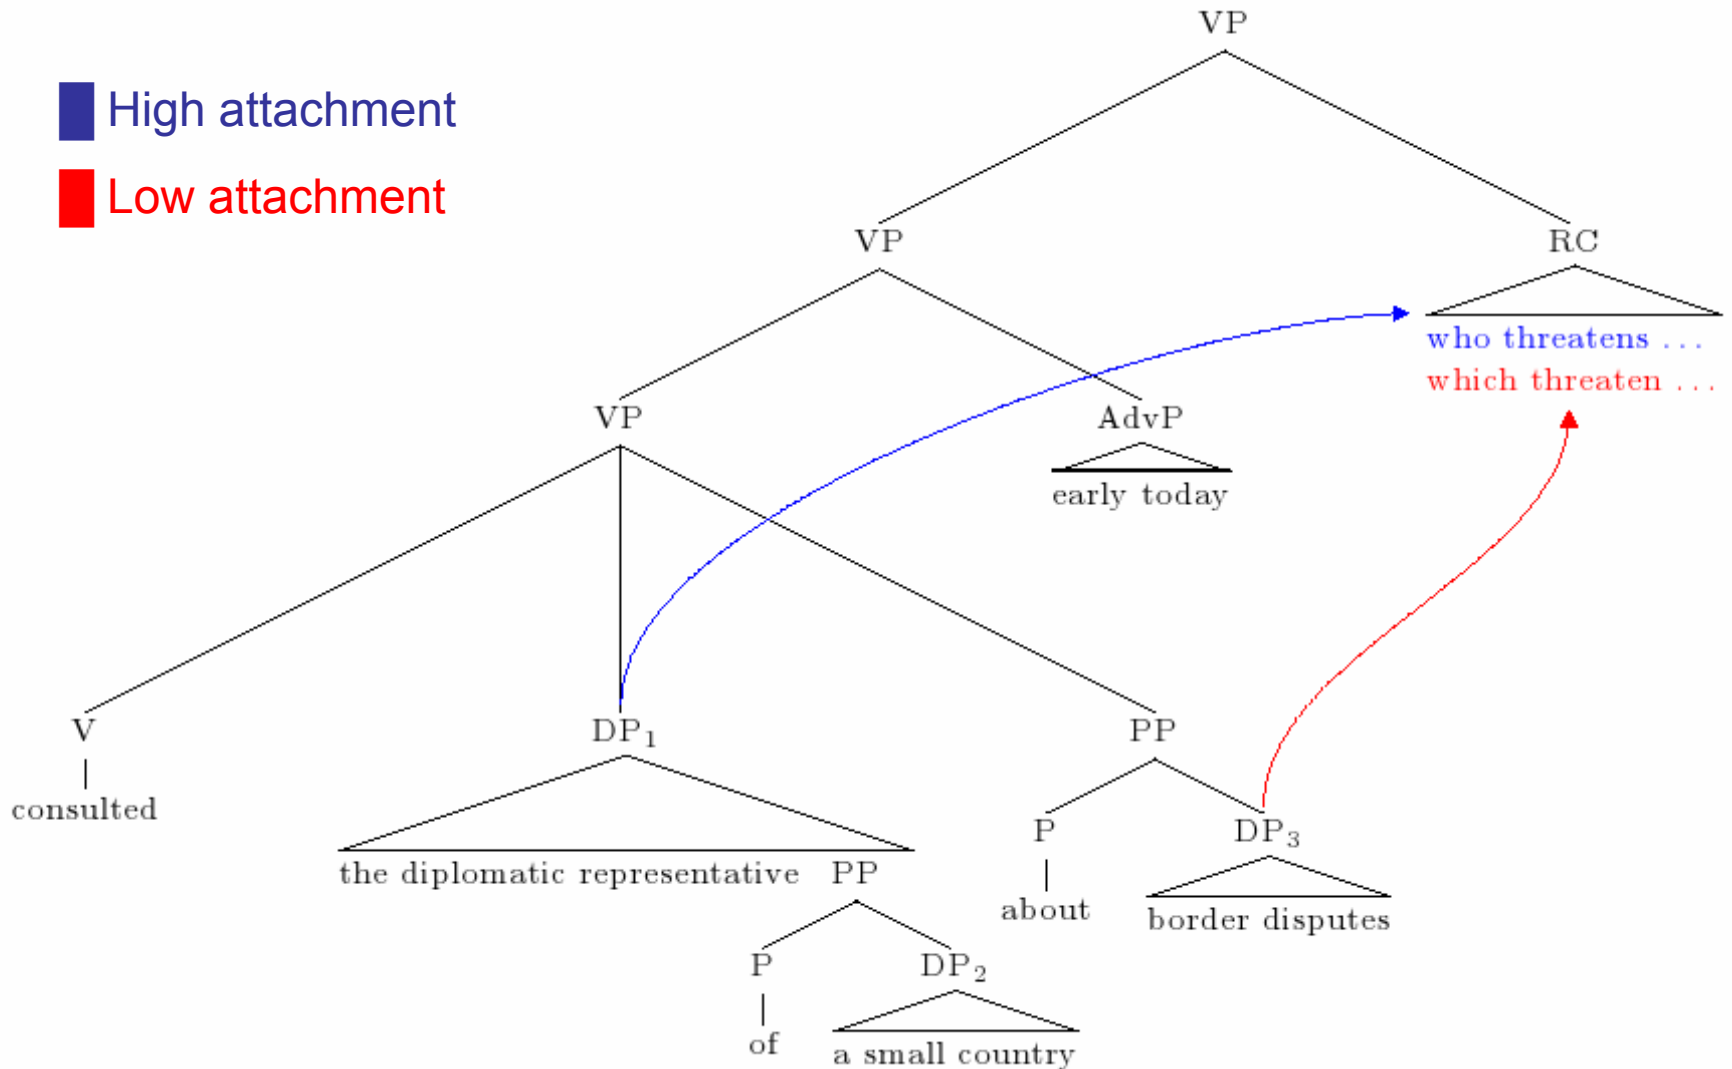 VP
High attachment
Low attachment
VP
RC
who threatens ...
which threaten ...
VP
AdvP
early today
V
DP₁
PP
consulted
P
DP₃
the diplomatic representative PP
about
border disputes
P
DP₂
of
a small country